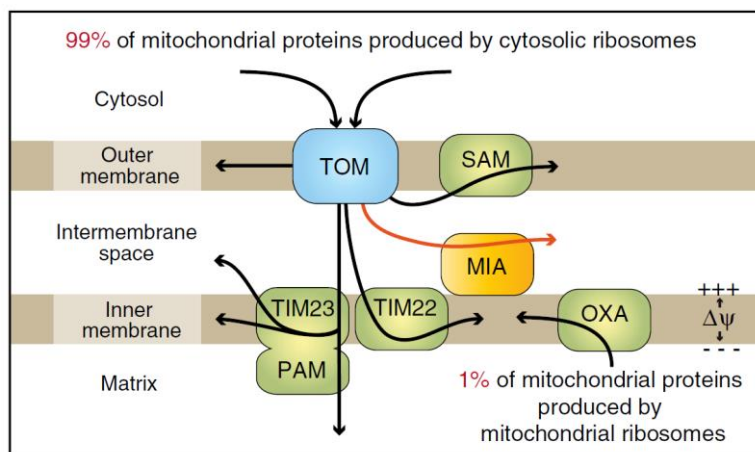 99% of mitochondrial proteins produced by cytosolic ribosomes
Cytosol
Outer
membrane
TOM
SAM
Intermembrane
space
MIA
Inner
membrane
TIM23
TIM22
OXA
+++
Δψ
- - -
PAM
Matrix
1% of mitochondrial proteins
produced by
mitochondrial ribosomes